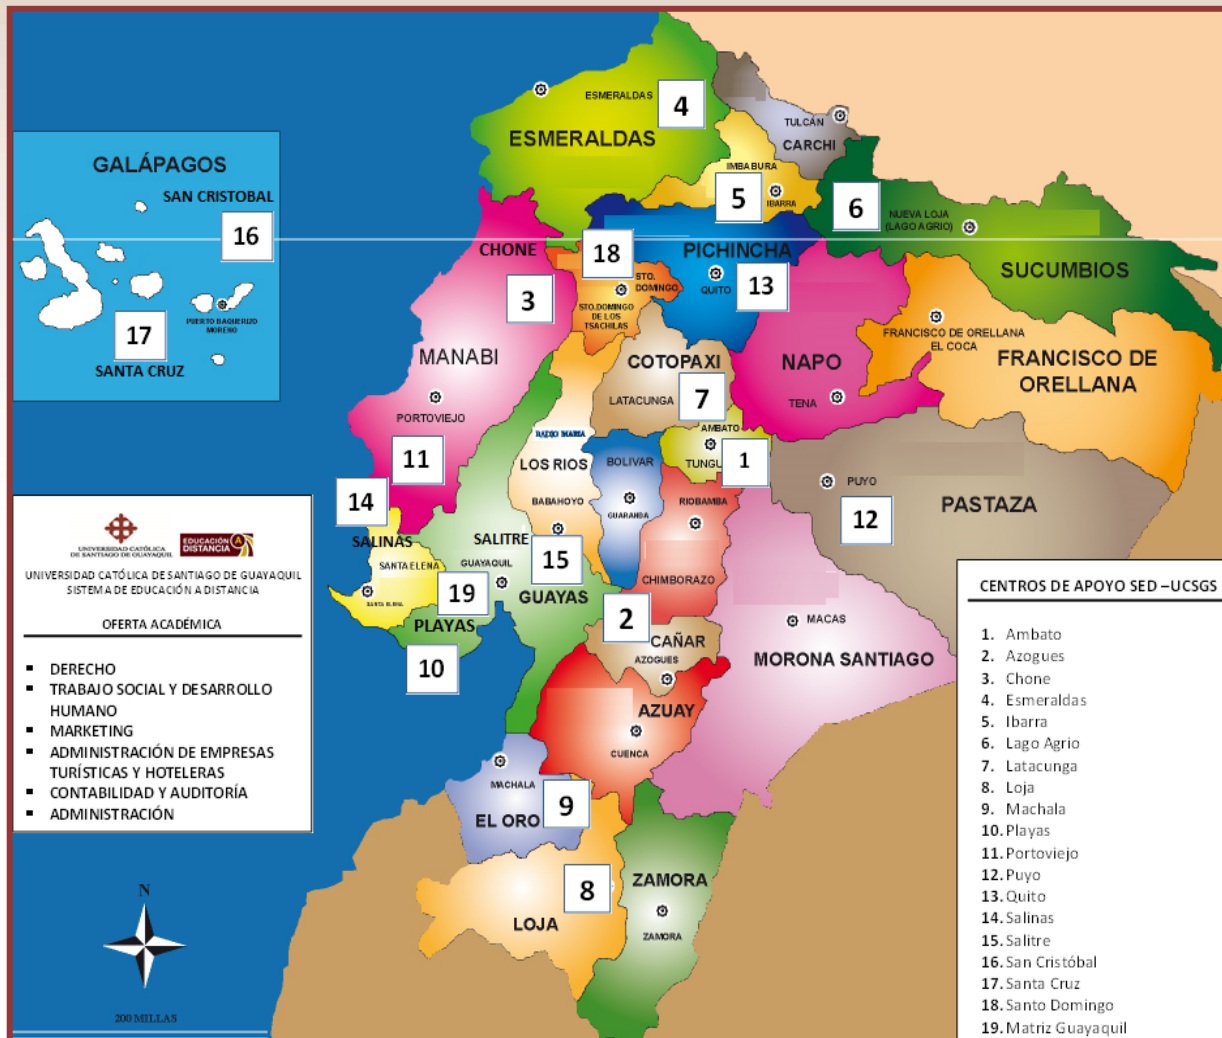 ESMERALDAS
4
ESMERALDAS
TULCÁN
CARCHI
IMBABURA
5
IBARRA
6
NUEVA LOJA
(LAGO AGRIO)
SUCUMBIOS
GALÁPAGOS
SAN CRISTOBAL
16
PUERTO BAQUERIZO
MORENO
17
SANTA CRUZ
CHONE
3
18
STO.
DOMINGO
STO.DOMINGO
DE LOS
TSACHILAS
PICHINCHA
QUITO
13
MANABI
PORTOVIEJO
11
COTOPAXI
LATACUNGA
7
NAPO
TENA
FRANCISCO DE ORELLANA
EL COCA
FRANCISCO DE
ORELLANA
AMBATO
TUNGU
1
RADIO MARIA
LOS RIOS
BABAHOYO
BOLIVAR
GUARANDA
RIOBAMBA
CHIMBORAZO
PUYO
12
PASTAZA
14
SALINAS
SANTA ELENA
SANTA ELENA
SALITRE
15
GUAYAQUIL
19
GUAYAS
PLAYAS
10
2
CAÑAR
AZOGUES
MACAS
MORONA SANTIAGO
AZUAY
CUENCA
MACHALA
9
EL ORO
8
LOJA
ZAMORA
ZAMORA
UNIVERSIDAD CATÓLICA
DE SANTIAGO DE GUAYAQUIL
EDUCACIÓN A
DISTANCIA
UNIVERSIDAD CATÓLICA DE SANTIAGO DE GUAYAQUIL
SISTEMA DE EDUCACIÓN A DISTANCIA
OFERTA ACADÉMICA
▪ DERECHO
▪ TRABAJO SOCIAL Y DESARROLLO
HUMANO
▪ MARKETING
▪ ADMINISTRACIÓN DE EMPRESAS
TURÍSTICAS Y HOTELERAS
▪ CONTABILIDAD Y AUDITORÍA
▪ ADMINISTRACIÓN
N
200 MILLAS
CENTROS DE APOYO SED –UCSGS
1. Ambato
2. Azogues
3. Chone
4. Esmeraldas
5. Ibarra
6. Lago Agrio
7. Latacunga
8. Loja
9. Machala
10. Playas
11. Portoviejo
12. Puyo
13. Quito
14. Salinas
15. Salitre
16. San Cristóbal
17. Santa Cruz
18. Santo Domingo
19. Matriz Guayaquil